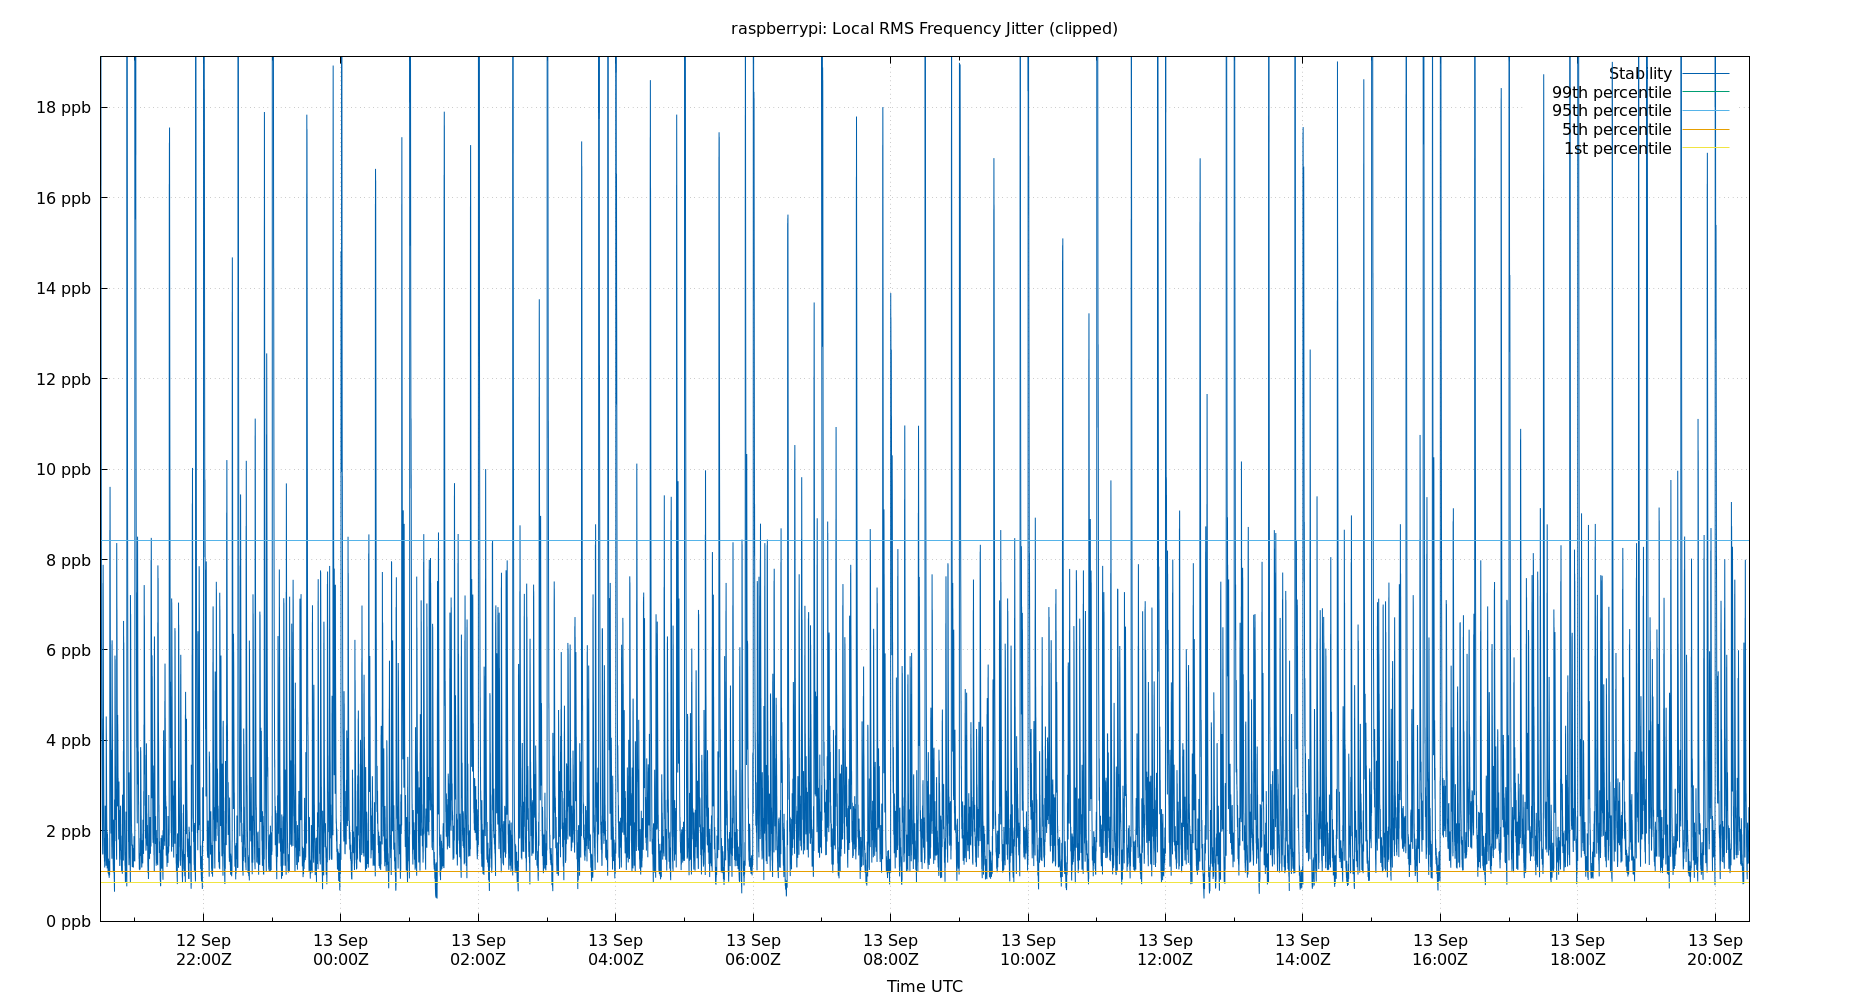 raspberrypi: Local RMS Frequency Jitter (clipped)
Stability
99th percentile
95th percentile
5th percentile
1st percentile
18 ppb
16 ppb
14 ppb
12 ppb
10 ppb
8 ppb
6 ppb
4 ppb
2 ppb
0 ppb
12 Sep 13 Sep 13 Sep 13 Sep 13 Sep 13 Sep 13 Sep 13 Sep 13 Sep 13 Sep 13 Sep 13 Sep
22:00Z 00:00Z 02:00Z 04:00Z 06:00Z 08:00Z 10:00Z 12:00Z 14:00Z 16:00Z 18:00Z 20:00Z
Time UTC